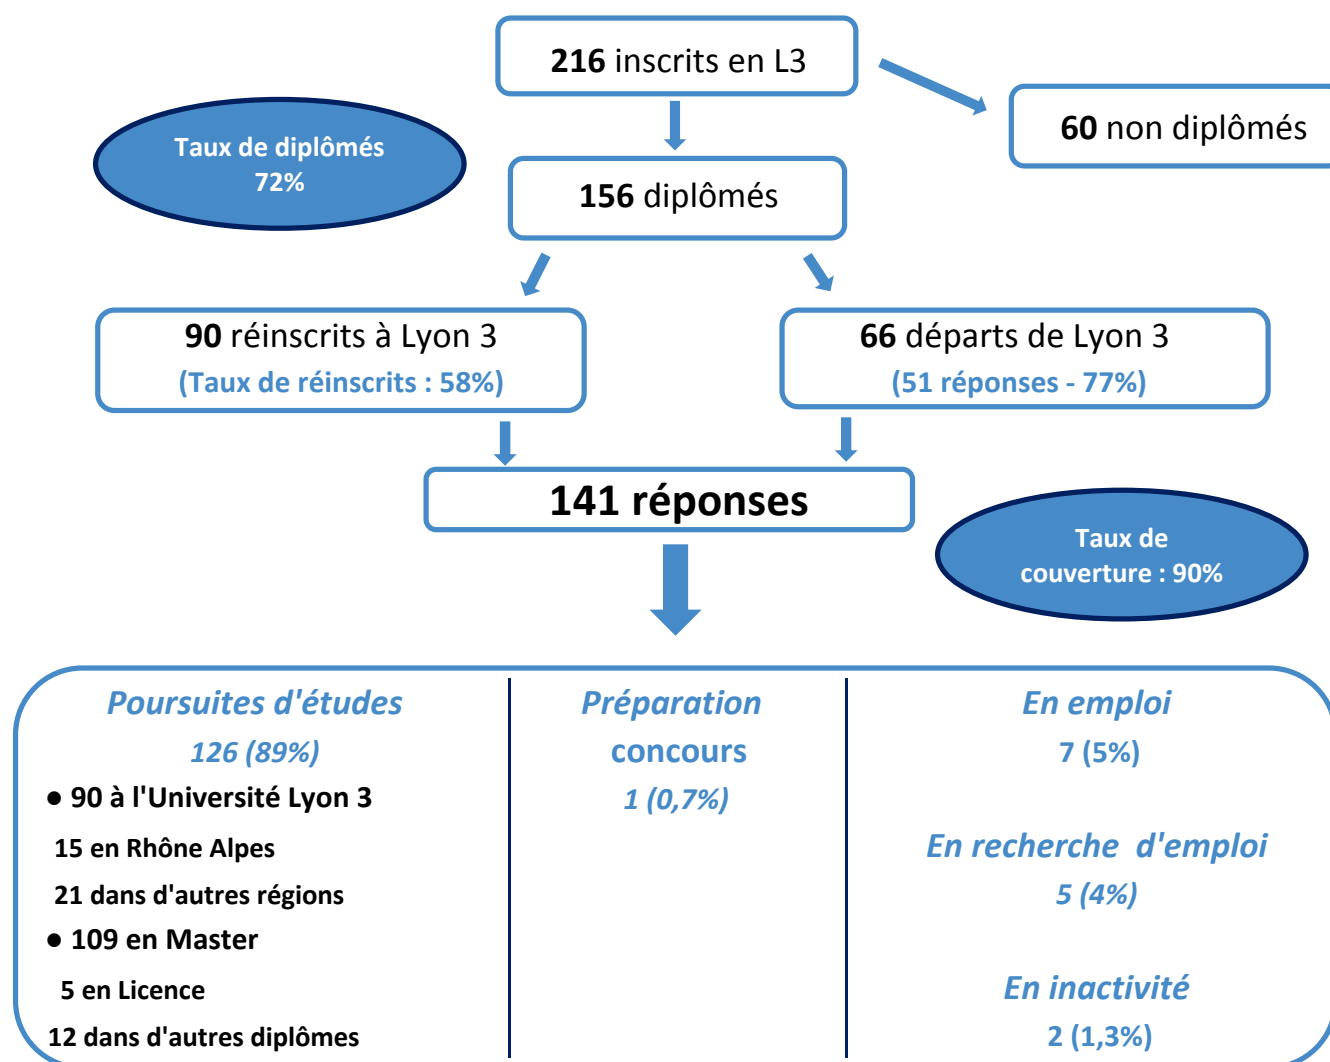 216 inscrits en L3
60 non diplômés
Taux de diplômés
72%
156 diplômés
90 réinscrits à Lyon 3
(Taux de réinscrits : 58%)
66 départs de Lyon 3
(51 réponses - 77%)
141 réponses
Taux de
couverture : 90%
Poursuites d'études
126 (89%)
● 90 à l'Université Lyon 3
15 en Rhône Alpes
21 dans d'autres régions
● 109 en Master
5 en Licence
12 dans d'autres diplômes
Préparation
concours
1 (0,7%)
En emploi
7 (5%)
En recherche d'emploi
5 (4%)
En inactivité
2 (1,3%)